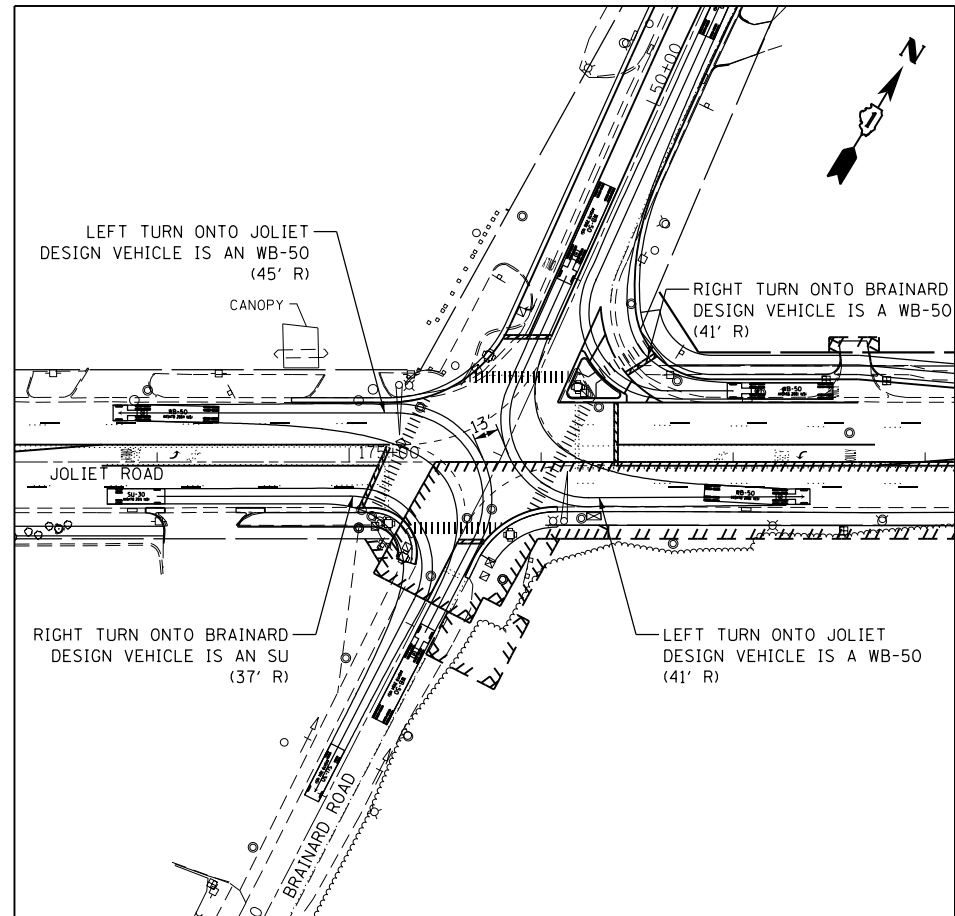 N
1
50+00
LEFT TURN ONTO JOLIET
DESIGN VEHICLE IS AN WB-50
(45' R)
CANOPY
RIGHT TURN ONTO BRAINARD
DESIGN VEHICLE IS A WB-50
(41' R)
13'
175+00
JOLIET ROAD
SU-30
RIGHT TURN ONTO BRAINARD
DESIGN VEHICLE IS AN SU
(37' R)
LEFT TURN ONTO JOLIET
DESIGN VEHICLE IS A WB-50
(41' R)
BRAINARD ROAD